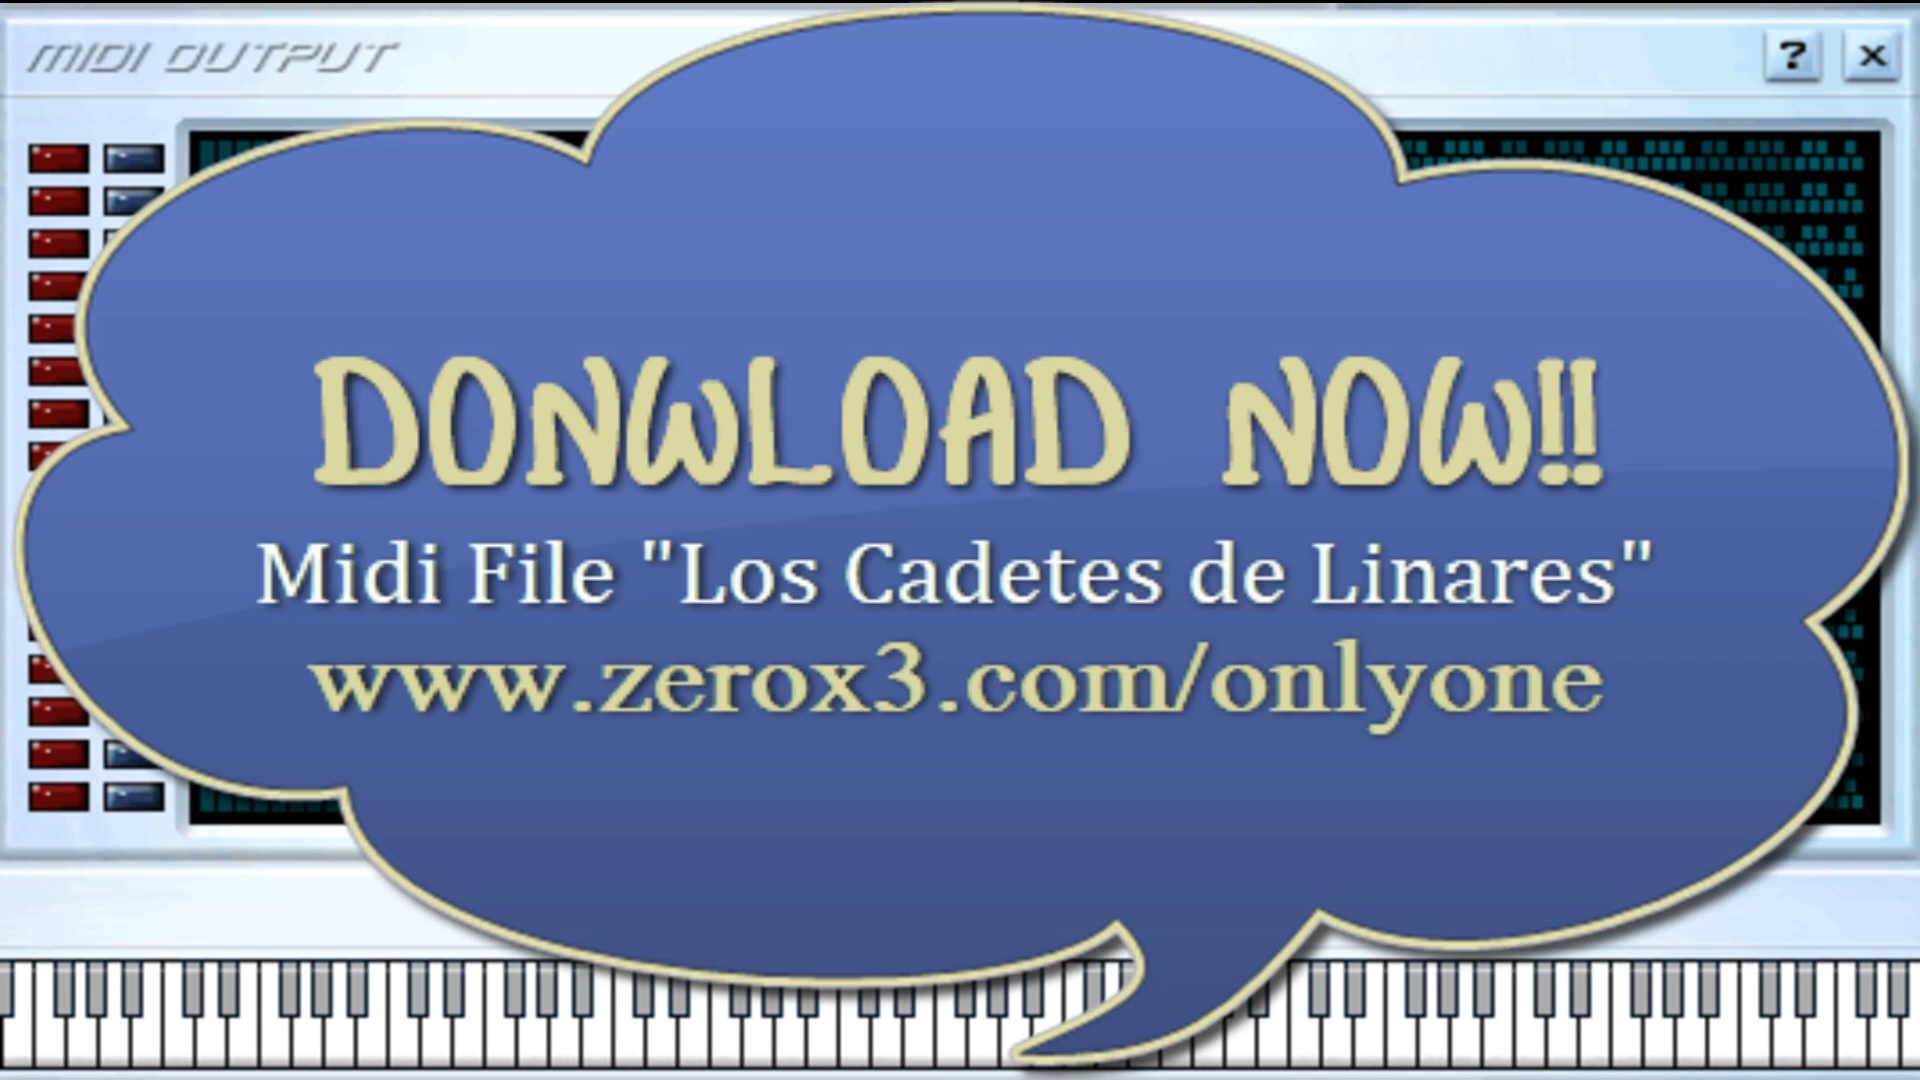 MIDI OUTPUT
? x
DONWLOAD NOW!!
Midi File "Los Cadetes de Linares"
www.zerox3.com/onlyone